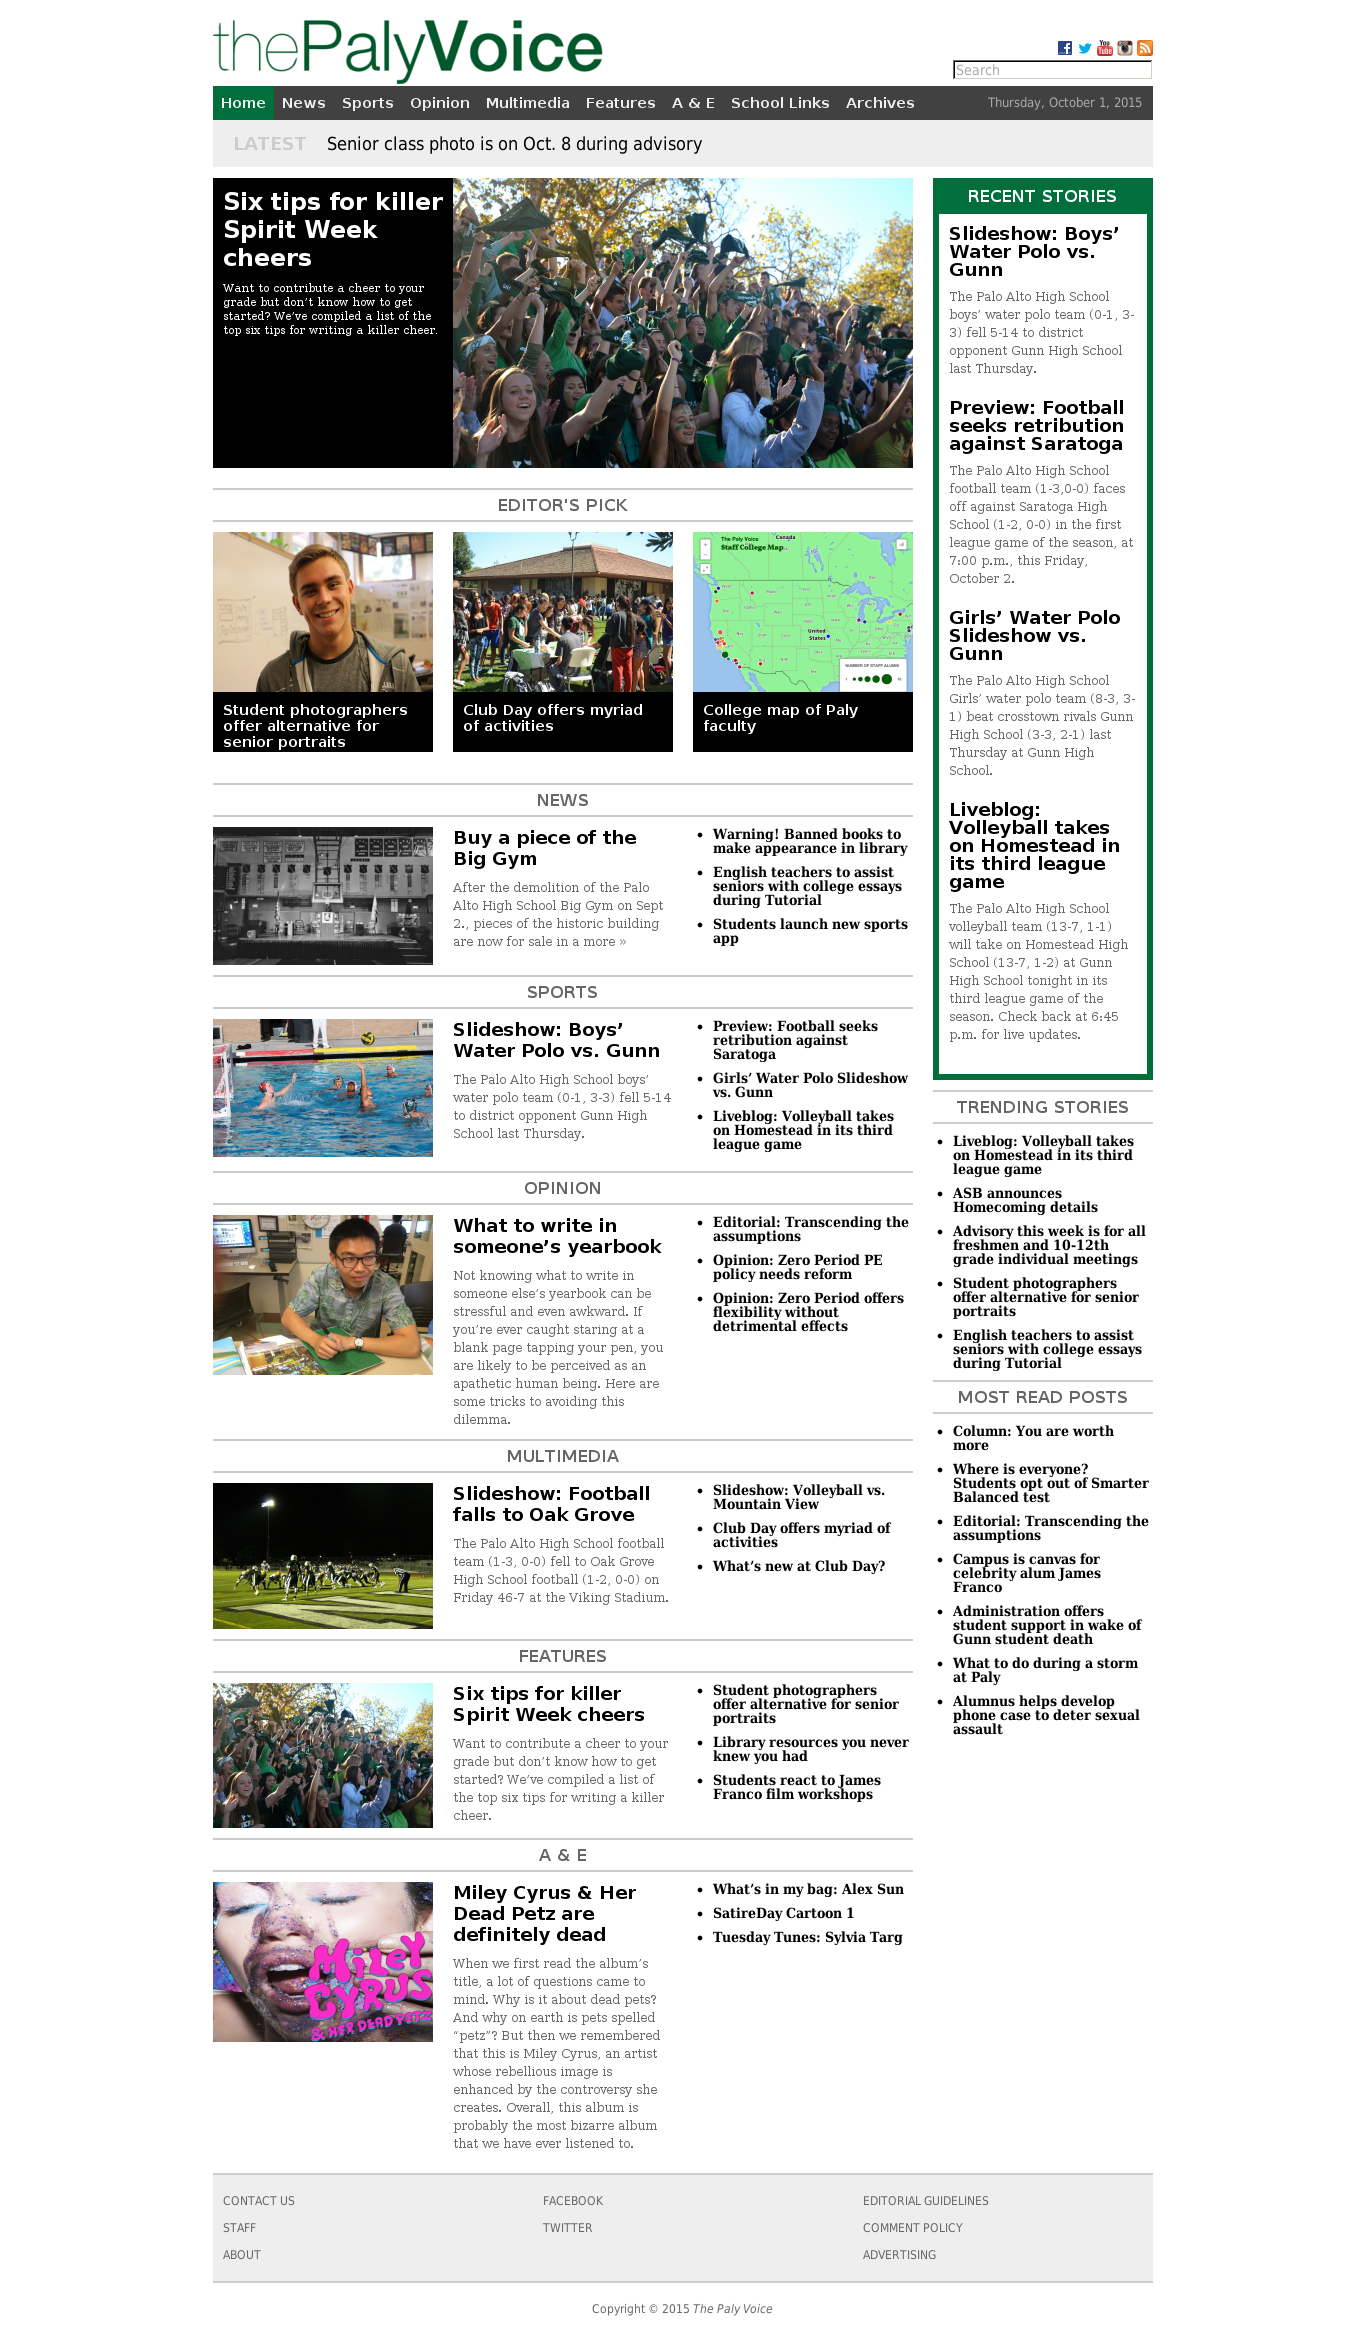 thePalyVoice
Search
Home News Sports Opinion Multimedia Features A & E School Links Archives Thursday, October 1, 2015
LATEST Senior class photo is on Oct. 8 during advisory
Six tips for killer
Spirit Week
cheers
Want to contribute a cheer to your
grade but don’t know how to get
started? We’ve compiled a list of the
top six tips for writing a killer cheer.
EDITOR'S PICK
Student photographers
offer alternative for
senior portraits
Club Day offers myriad
of activities
The Paly Voice
Staff College Map
Canada
United
States
NUMBER OF STAFF ALUMNI
College map of Paly
faculty
NEWS
Buy a piece of the
Big Gym
After the demolition of the Palo
Alto High School Big Gym on Sept
2., pieces of the historic building
are now for sale in a more »
• Warning! Banned books to
make appearance in library
• English teachers to assist
seniors with college essays
during Tutorial
• Students launch new sports
app
SPORTS
Slideshow: Boys’
Water Polo vs. Gunn
The Palo Alto High School boys’
water polo team (0-1, 3-3) fell 5-14
to district opponent Gunn High
School last Thursday.
• Preview: Football seeks
retribution against
Saratoga
• Girls’ Water Polo Slideshow
vs. Gunn
• Liveblog: Volleyball takes
on Homestead in its third
league game
OPINION
What to write in
someone’s yearbook
Not knowing what to write in
someone else’s yearbook can be
stressful and even awkward. If
you’re ever caught staring at a
blank page tapping your pen, you
are likely to be perceived as an
apathetic human being. Here are
some tricks to avoiding this
dilemma.
• Editorial: Transcending the
assumptions
• Opinion: Zero Period PE
policy needs reform
• Opinion: Zero Period offers
flexibility without
detrimental effects
MULTIMEDIA
Slideshow: Football
falls to Oak Grove
The Palo Alto High School football
team (1-3, 0-0) fell to Oak Grove
High School football (1-2, 0-0) on
Friday 46-7 at the Viking Stadium.
• Slideshow: Volleyball vs.
Mountain View
• Club Day offers myriad of
activities
• What’s new at Club Day?
FEATURES
Six tips for killer
Spirit Week cheers
Want to contribute a cheer to your
grade but don’t know how to get
started? We’ve compiled a list of
the top six tips for writing a killer
cheer.
• Student photographers
offer alternative for senior
portraits
• Library resources you never
knew you had
• Students react to James
Franco film workshops
A & E
MiLeY
CYRUS
& HER DEAD PETZ
Miley Cyrus & Her
Dead Petz are
definitely dead
When we first read the album’s
title, a lot of questions came to
mind. Why is it about dead pets?
And why on earth is pets spelled
“petz”? But then we remembered
that this is Miley Cyrus, an artist
whose rebellious image is
enhanced by the controversy she
creates. Overall, this album is
probably the most bizarre album
that we have ever listened to.
• What’s in my bag: Alex Sun
• SatireDay Cartoon 1
• Tuesday Tunes: Sylvia Targ
RECENT STORIES
Slideshow: Boys’
Water Polo vs.
Gunn
The Palo Alto High School
boys’ water polo team (0-1, 3-
3) fell 5-14 to district
opponent Gunn High School
last Thursday.
Preview: Football
seeks retribution
against Saratoga
The Palo Alto High School
football team (1-3,0-0) faces
off against Saratoga High
School (1-2, 0-0) in the first
league game of the season, at
7:00 p.m., this Friday,
October 2.
Girls’ Water Polo
Slideshow vs.
Gunn
The Palo Alto High School
Girls’ water polo team (8-3, 3-
1) beat crosstown rivals Gunn
High School (3-3, 2-1) last
Thursday at Gunn High
School.
Liveblog:
Volleyball takes
on Homestead in
its third league
game
The Palo Alto High School
volleyball team (13-7, 1-1)
will take on Homestead High
School (13-7, 1-2) at Gunn
High School tonight in its
third league game of the
season. Check back at 6:45
p.m. for live updates.
TRENDING STORIES
• Liveblog: Volleyball takes
on Homestead in its third
league game
• ASB announces
Homecoming details
• Advisory this week is for all
freshmen and 10-12th
grade individual meetings
• Student photographers
offer alternative for senior
portraits
• English teachers to assist
seniors with college essays
during Tutorial
MOST READ POSTS
• Column: You are worth
more
• Where is everyone?
Students opt out of Smarter
Balanced test
• Editorial: Transcending the
assumptions
• Campus is canvas for
celebrity alum James
Franco
• Administration offers
student support in wake of
Gunn student death
• What to do during a storm
at Paly
• Alumnus helps develop
phone case to deter sexual
assault
CONTACT US FACEBOOK EDITORIAL GUIDELINES
STAFF TWITTER COMMENT POLICY
ABOUT ADVERTISING
Copyright © 2015 The Paly Voice